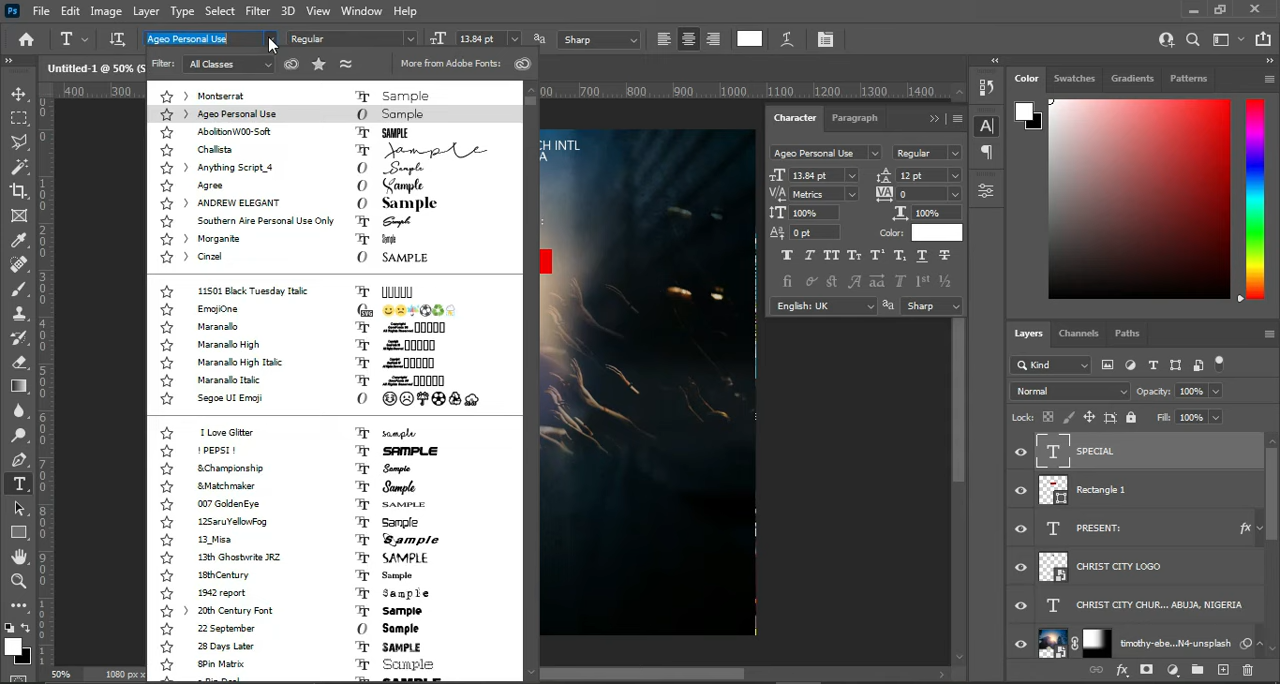 Ps File Edit Image Layer Type Select Filter 3D View Window Help
Ageo Personal Use Regular 13.84 pt Sharp
Untitled-1 @ 50% (S
Filter: All Classes More from Adobe Fonts:
400 300 600 700 800 900 1000 1100 1200 1300 1400
Montserrat Sample
Ageo Personal Use Sample
AbolitionW00-Soft SAMPLE
Challista Sample
Anything Script_4 Sample
Agree Sample
ANDREW ELEGANT Sample
Southern Aire Personal Use Only Sample
Morganite Sample
Cinzel SAMPLE
11S01 Black Tuesday Italic
EmojiOne
Maranallo
Maranallo High
Maranallo High Italic
Maranallo Italic
Segoe UI Emoji
I Love Glitter sample
! PEPSI ! SAMPLE
&Championship Sample
&Matchmaker Sample
007 GoldenEye SAMPLE
12SaruYellowFog Sample
13_Misa Sample
13th Ghostwrite JRZ SAMPLE
18thCentury Sample
1942 report Sample
20th Century Font Sample
22 September Sample
28 Days Later SAMPLE
8Pin Matrix Sample
CH INTL
A
Character Paragraph
Ageo Personal Use Regular
13.84 pt 12 pt
Metrics 0
100% 100%
0 pt Color:
English: UK Sharp
Color Swatches Gradients Patterns
Layers Channels Paths
Kind
Normal Opacity: 100%
Lock: Fill: 100%
SPECIAL
Rectangle 1
PRESENT: fx
CHRIST CITY LOGO
CHRIST CITY CHUR... ABUJA, NIGERIA
timothy-ebe...N4-unsplash
50% 1080 px